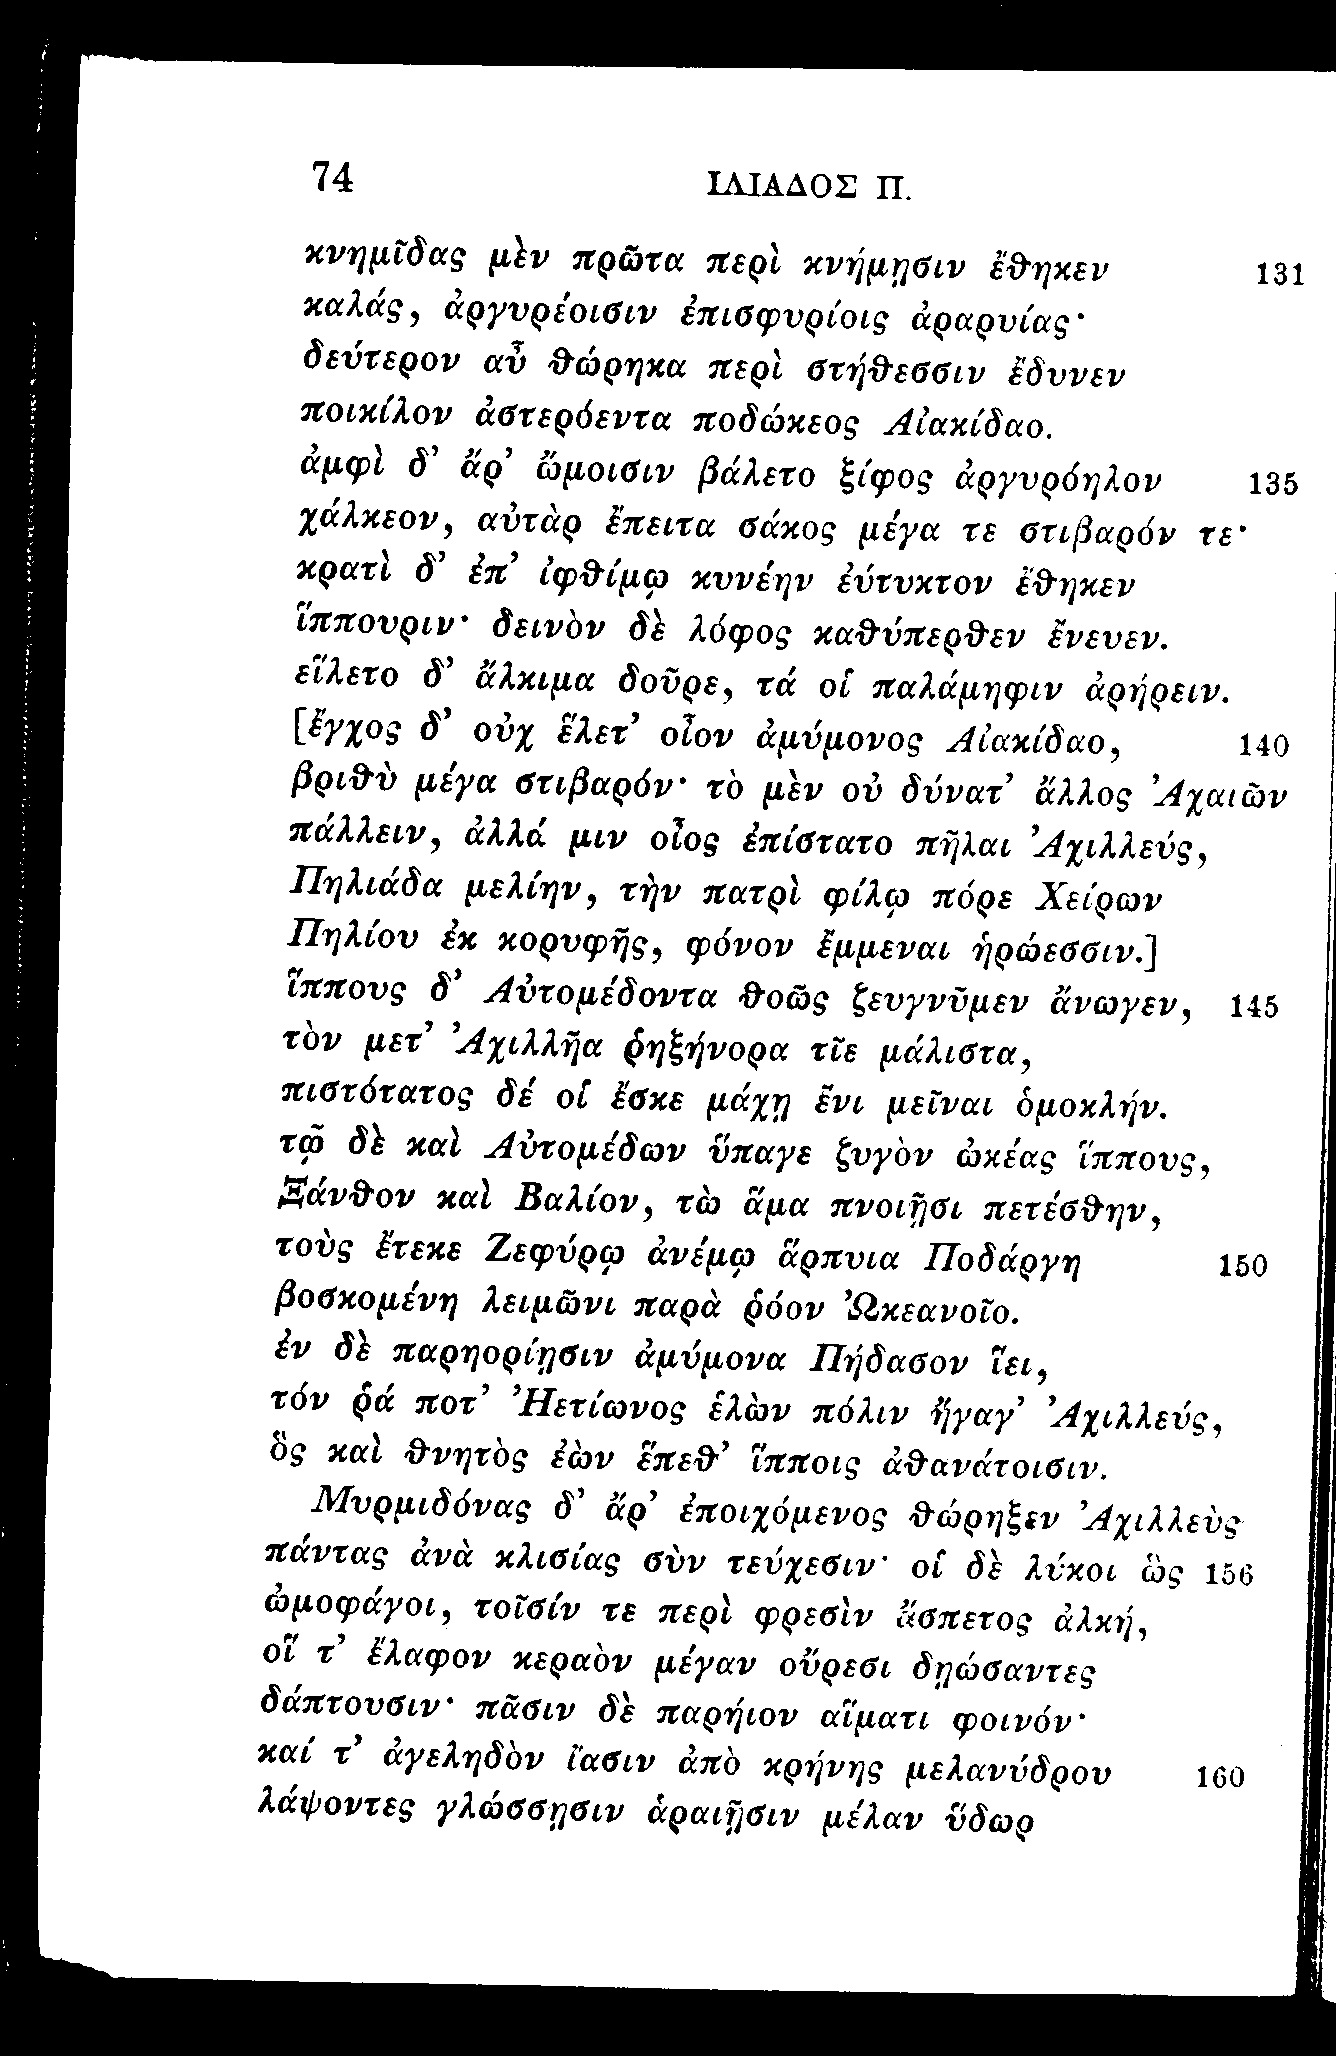 74 ΙΛΙΑΔΟΣ Π.
κνημῖδας μὲν πρῶτα περὶ κνήμῃσιν ἔθηκεν 131
καλάς, ἀργυρέοισιν ἐπισφυρίοις ἀραρυίας·
δεύτερον αὖ θώρηκα περὶ στήθεσσιν ἔδυνεν
ποικίλον ἀστερόεντα ποδώκεος Αἰακίδαο.
ἀμφὶ δ’ ἄρ’ ὤμοισιν βάλετο ξίφος ἀργυρόηλον 135
χάλκεον, αὐτὰρ ἔπειτα σάκος μέγα τε στιβαρόν τε·
κρατὶ δ’ ἐπ’ ἰφθίμῳ κυνέην ἐύτυκτον ἔθηκεν
ἵππουριν· δεινὸν δὲ λόφος καθύπερθεν ἔνευεν.
εἵλετο δ’ ἄλκιμα δοῦρε, τά οἱ παλάμηφιν ἀρήρειν.
[ἔγχος δ’ οὐχ ἕλετ’ οἶον ἀμύμονος Αἰακίδαο, 140
βριθὺ μέγα στιβαρόν· τὸ μὲν οὐ δύνατ’ ἄλλος Ἀχαιῶν
πάλλειν, ἀλλά μιν οἶος ἐπίστατο πῆλαι Ἀχιλλεύς,
Πηλιάδα μελίην, τὴν πατρὶ φίλῳ πόρε Χείρων
Πηλίου ἐκ κορυφῆς, φόνον ἔμμεναι ἡρώεσσιν.]
ἵππους δ’ Αὐτομέδοντα θοῶς ζευγνῦμεν ἄνωγεν, 145
τὸν μετ’ Ἀχιλλῆα ῥηξήνορα τῖε μάλιστα,
πιστότατος δέ οἱ ἔσκε μάχῃ ἔνι μεῖναι ὁμοκλήν.
τῷ δὲ καὶ Αὐτομέδων ὕπαγε ζυγὸν ὠκέας ἵππους,
Ξάνθον καὶ Βαλίον, τὼ ἅμα πνοιῇσι πετέσθην,
τοὺς ἔτεκε Ζεφύρῳ ἀνέμῳ ἅρπυια Ποδάργη 150
βοσκομένη λειμῶνι παρὰ ῥόον Ὠκεανοῖο.
ἐν δὲ παρηορίῃσιν ἀμύμονα Πήδασον ἵει,
τόν ῥά ποτ’ Ἠετίωνος ἑλὼν πόλιν ἤγαγ’ Ἀχιλλεύς,
ὃς καὶ θνητὸς ἐὼν ἕπεθ’ ἵπποις ἀθανάτοισιν.
Μυρμιδόνας δ’ ἄρ’ ἐποιχόμενος θώρηξεν Ἀχιλλεὺς
πάντας ἀνὰ κλισίας σὺν τεύχεσιν· οἱ δὲ λύκοι ὣς 156
ὠμοφάγοι, τοῖσίν τε περὶ φρεσὶν ἄσπετος ἀλκή,
οἵ τ’ ἔλαφον κεραὸν μέγαν οὔρεσι δῃώσαντες
δάπτουσιν· πᾶσιν δὲ παρήιον αἵματι φοινόν·
καί τ’ ἀγεληδὸν ἴασιν ἀπὸ κρήνης μελανύδρου 160
λάψοντες γλώσσῃσιν ἀραιῇσιν μέλαν ὕδωρ